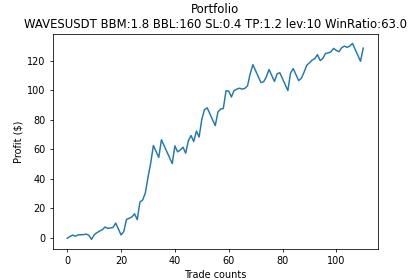 Portfolio
WAVESUSDT BBM:1.8 BBL:160 SL:0.4 TP:1.2 lev:10 WinRatio:63.0
120
100
80
60
40
20
0
Profit ($)
0 20 40 60 80 100
Trade counts